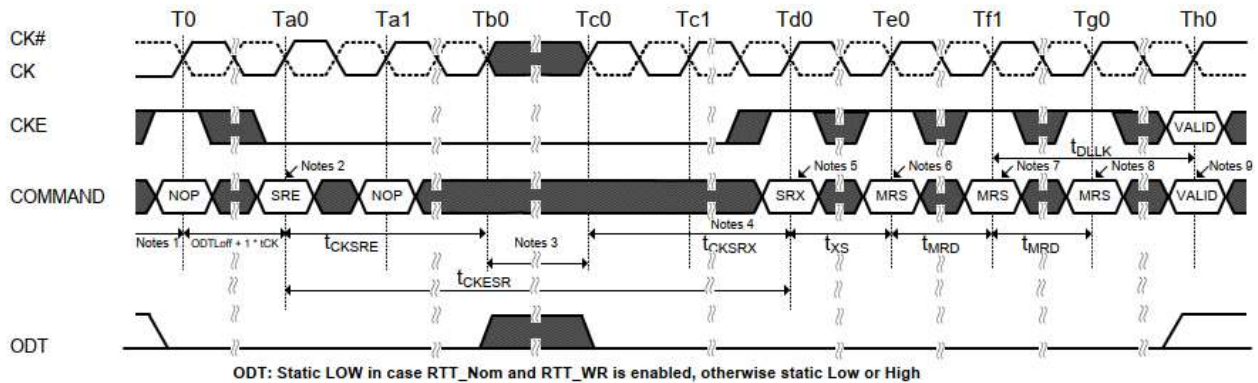 T0 Ta0 Ta1 Tb0 Tc0 Tc1 Td0 Te0 Tf1 Tg0 Th0
CK#
CK
CKE VALID
tDLLK
Notes 2 Notes 5 Notes 6 Notes 7 Notes 8 Notes 9
COMMAND NOP SRE NOP SRX MRS MRS MRS VALID
Notes 1 ODTLoff + 1 * tCK tCKSRE Notes 3 Notes 4 tCKSRX tXS tMRD tMRD
tCKESR
ODT
ODT: Static LOW in case RTT_Nom and RTT_WR is enabled, otherwise static Low or High